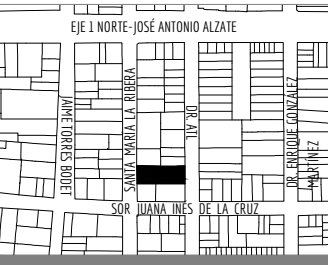 EJE 1 NORTE-JOSÉ ANTONIO ALZATE
JAIME TORRES BODET
SANTA MARIA LA RIBERA
DR. ATL
DR. ENRIQUE GONZÁLEZ
MARTÍNEZ
SOR JUANA INÉS DE LA CRUZ